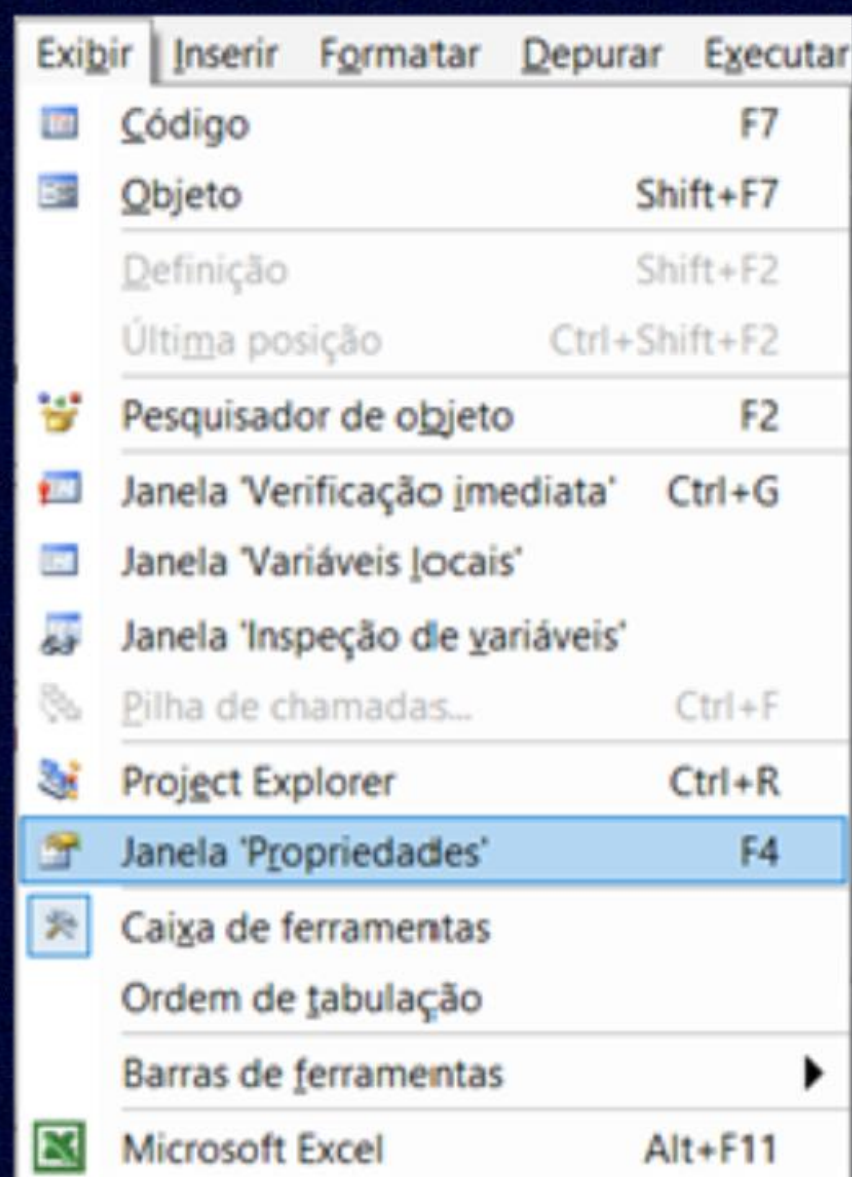 Exibir Inserir Formatar Depurar Executar
Código F7
Objeto Shift+F7
Definição Shift+F2
Última posição Ctrl+Shift+F2
Pesquisador de objeto F2
Janela 'Verificação imediata' Ctrl+G
Janela 'Variáveis locais'
Janela 'Inspeção de variáveis'
Pilha de chamadas... Ctrl+F
Project Explorer Ctrl+R
Janela 'Propriedades' F4
Caixa de ferramentas
Ordem de tabulação
Barras de ferramentas
Microsoft Excel Alt+F11